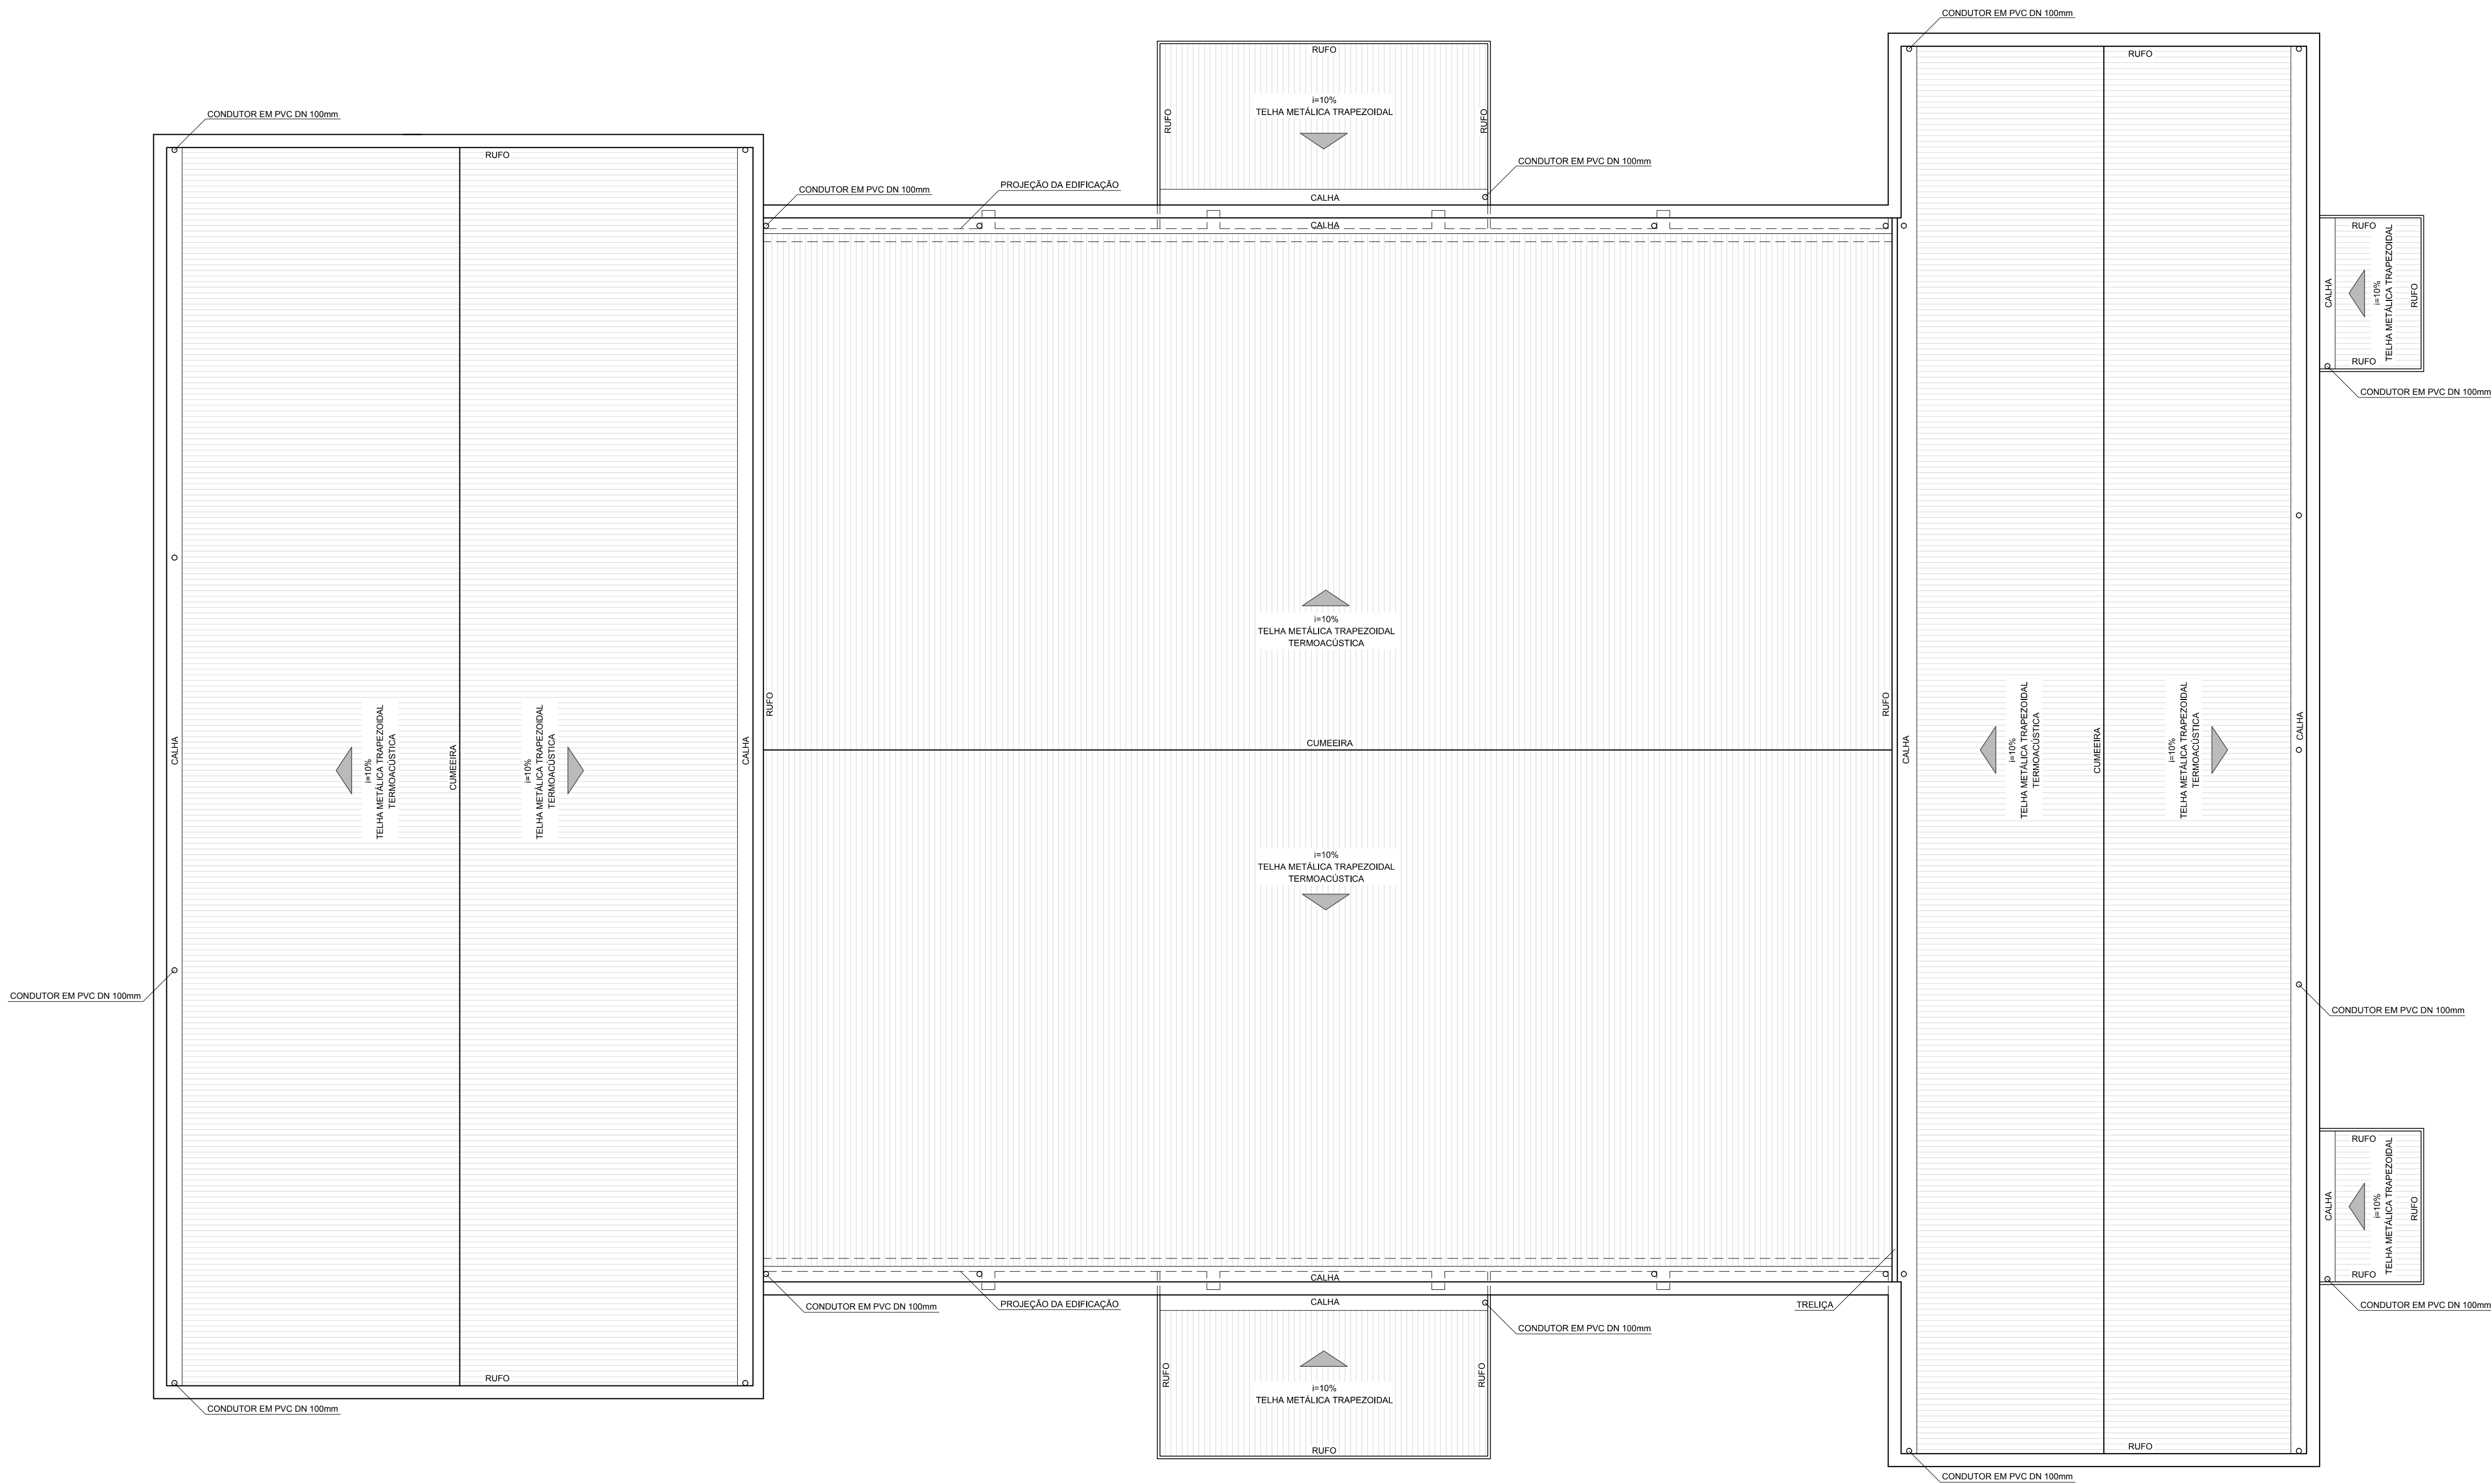 CONDUTOR EM PVC DN 100mm
RUFO
RUFO
i=10%
TELHA METÁLICA TRAPEZOIDAL
RUFO
RUFO
CONDUTOR EM PVC DN 100mm
RUFO
CONDUTOR EM PVC DN 100mm
CONDUTOR EM PVC DN 100mm
PROJEÇÃO DA EDIFICAÇÃO
CALHA
CALHA
RUFO
CALHA
i=10%
TELHA METÁLICA TRAPEZOIDAL
RUFO
RUFO
CONDUTOR EM PVC DN 100mm
i=10%
TELHA METÁLICA TRAPEZOIDAL
TERMOACÚSTICA
RUFO
RUFO
CUMEEIRA
CALHA
i=10%
TELHA METÁLICA TRAPEZOIDAL
TERMOACÚSTICA
CUMEEIRA
i=10%
TELHA METÁLICA TRAPEZOIDAL
TERMOACÚSTICA
CALHA
CALHA
i=10%
TELHA METÁLICA TRAPEZOIDAL
TERMOACÚSTICA
CUMEEIRA
i=10%
TELHA METÁLICA TRAPEZOIDAL
TERMOACÚSTICA
CALHA
i=10%
TELHA METÁLICA TRAPEZOIDAL
TERMOACÚSTICA
CONDUTOR EM PVC DN 100mm
CONDUTOR EM PVC DN 100mm
RUFO
CALHA
i=10%
TELHA METÁLICA TRAPEZOIDAL
RUFO
RUFO
CONDUTOR EM PVC DN 100mm
CALHA
CALHA
CONDUTOR EM PVC DN 100mm
PROJEÇÃO DA EDIFICAÇÃO
TRELIÇA
CONDUTOR EM PVC DN 100mm
RUFO
RUFO
i=10%
TELHA METÁLICA TRAPEZOIDAL
RUFO
RUFO
CONDUTOR EM PVC DN 100mm
RUFO
CONDUTOR EM PVC DN 100mm